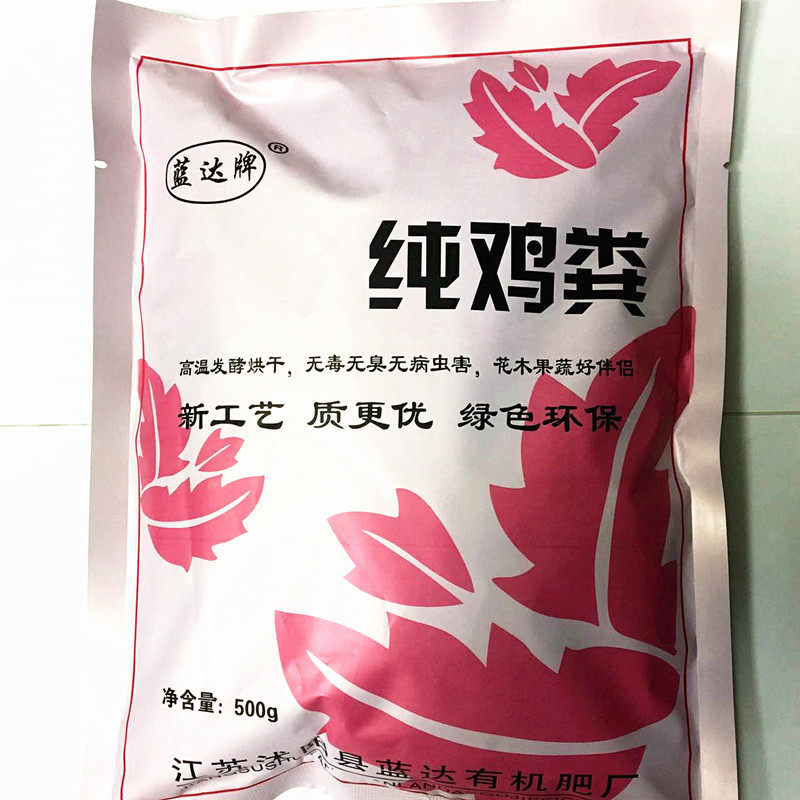 蓝达牌®
纯鸡粪
高温发酵烘干，无毒无臭无病虫害，花木果蔬好伴侣
新工艺 质更优 绿色环保
净含量：500g
江苏沭阳县蓝达有机肥厂